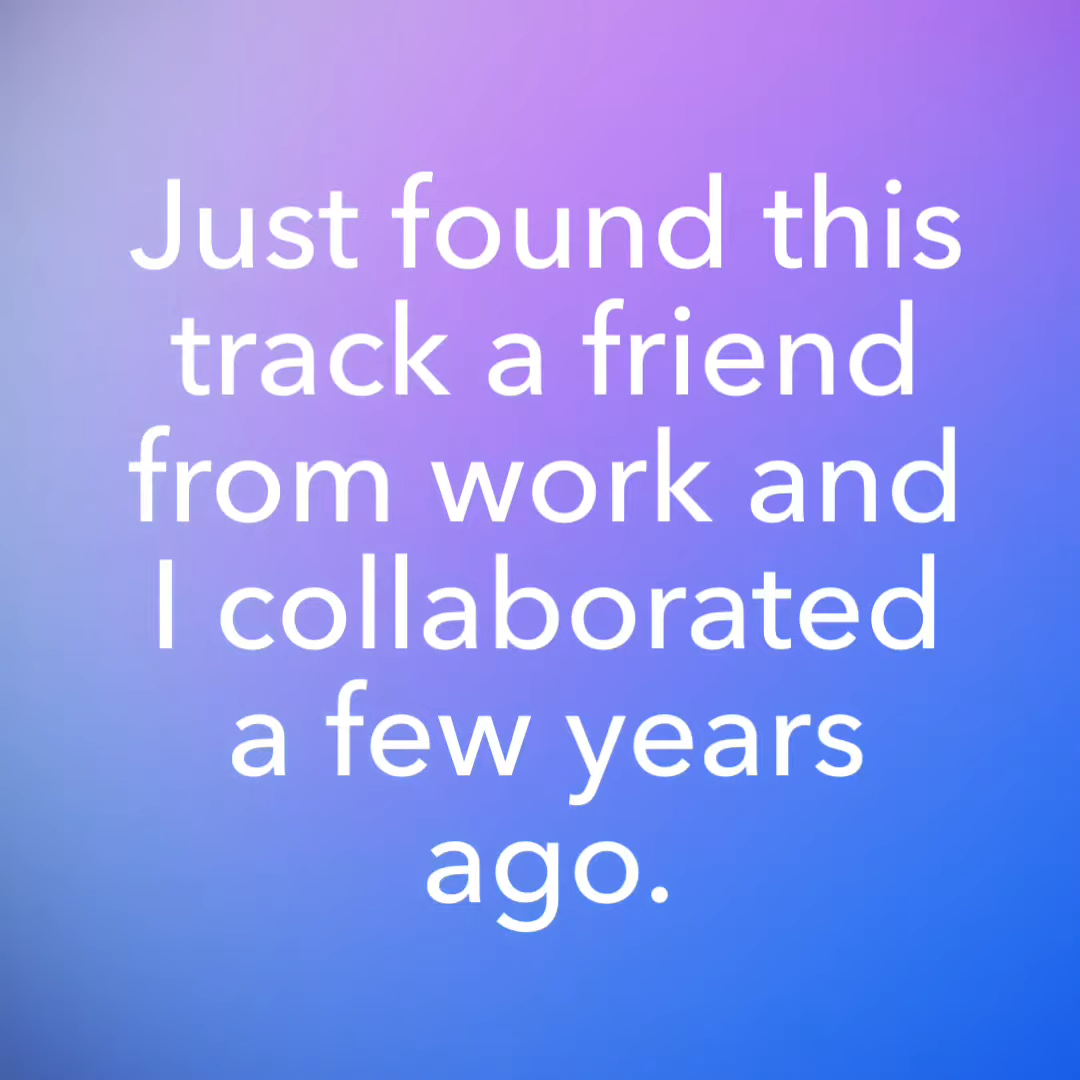 Just found this
track a friend
from work and
I collaborated
a few years
ago.